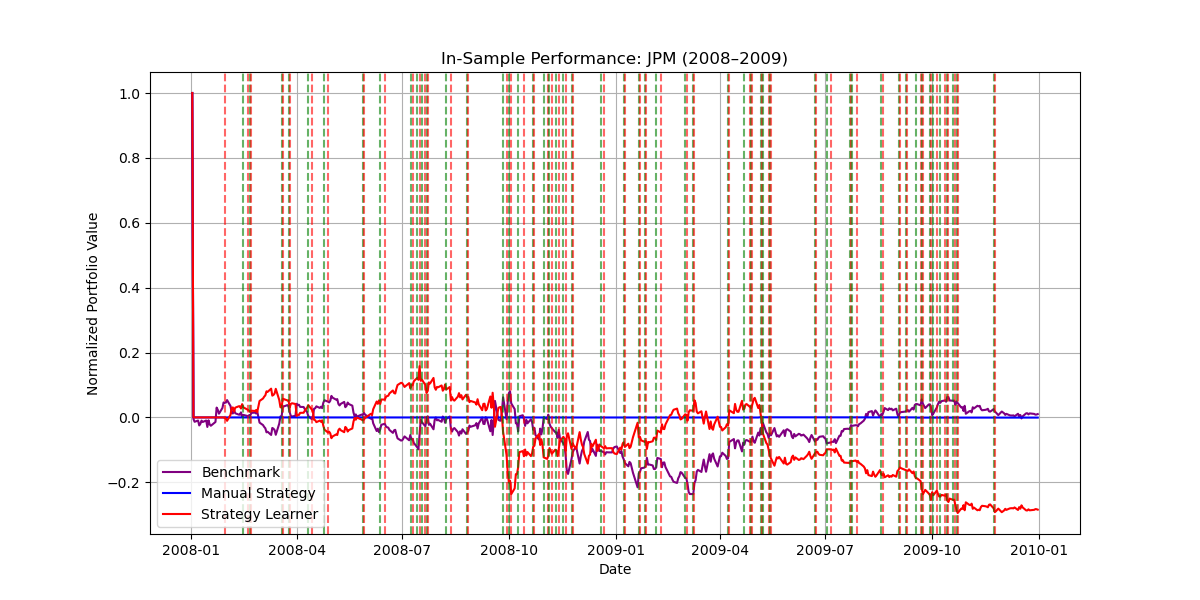 In-Sample Performance: JPM (2008–2009)
Normalized Portfolio Value
1.0
0.8
0.6
0.4
0.2
0.0
−0.2
Benchmark
Manual Strategy
Strategy Learner
2008-01 2008-04 2008-07 2008-10 2009-01 2009-04 2009-07 2009-10 2010-01
Date